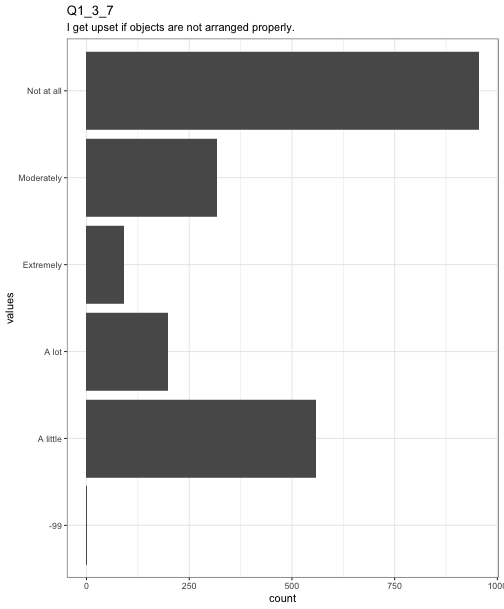 Q1_3_7
I get upset if objects are not arranged properly.
Not at all
Moderately
Extremely
A lot
A little
-99
values
0 250 500 750 1000
count